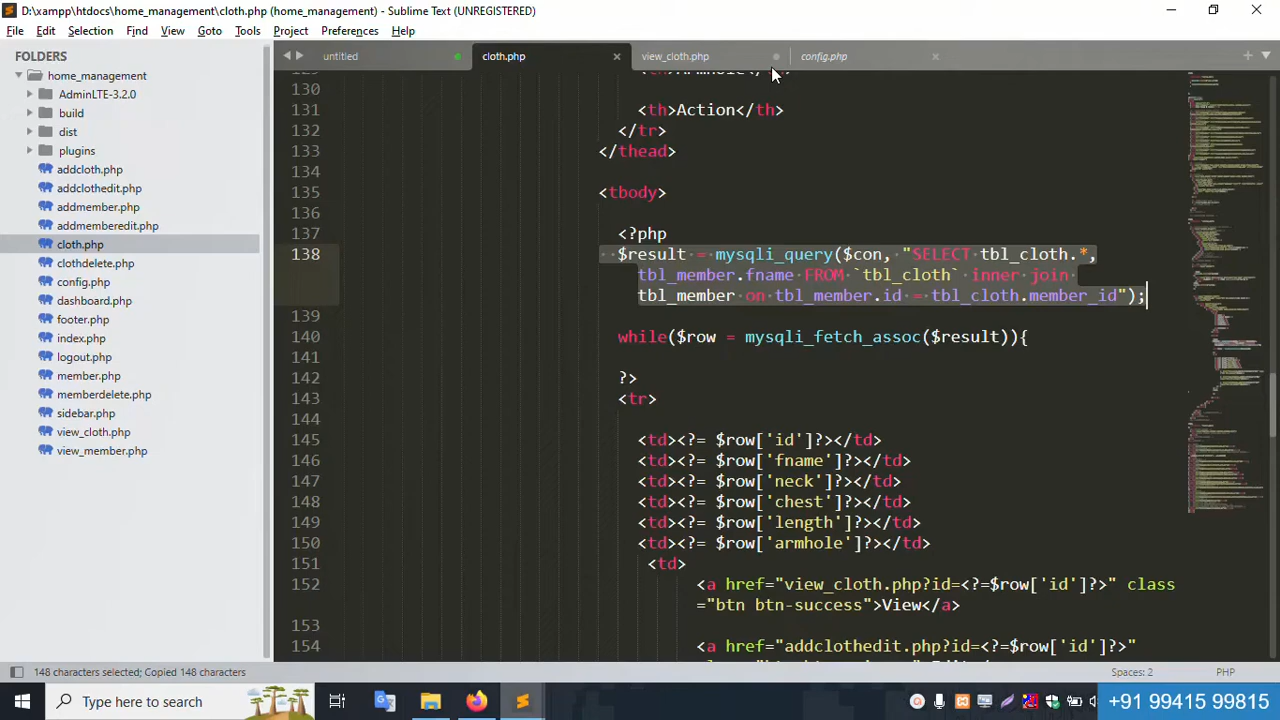 D:\xampp\htdocs\home_management\cloth.php (home_management) - Sublime Text (UNREGISTERED)
File Edit Selection Find View Goto Tools Project Preferences Help
FOLDERS
home_management
AdminLTE-3.2.0
build
dist
plugins
addcloth.php
addclothedit.php
addmember.php
addmemberedit.php
cloth.php
clothdelete.php
config.php
dashboard.php
footer.php
index.php
logout.php
member.php
memberdelete.php
sidebar.php
view_cloth.php
view_member.php
untitled cloth.php view_cloth.php config.php
130
131 <th>Action</th>
132 </tr>
133 </thead>
134
135 <tbody>
136
137 <?php
138 $result = mysqli_query($con, "SELECT tbl_cloth.*,
tbl_member.fname FROM `tbl_cloth` inner join
tbl_member on tbl_member.id = tbl_cloth.member_id");
139
140 while($row = mysqli_fetch_assoc($result)){
141
142 ?>
143 <tr>
144
145 <td><?= $row['id']?></td>
146 <td><?= $row['fname']?></td>
147 <td><?= $row['neck']?></td>
148 <td><?= $row['chest']?></td>
149 <td><?= $row['length']?></td>
150 <td><?= $row['armhole']?></td>
151 <td>
152 <a href="view_cloth.php?id=<?=$row['id']?>" class
="btn btn-success">View</a>
153
154 <a href="addclothedit.php?id=<?=$row['id']?>"
148 characters selected; Copied 148 characters Spaces: 2 PHP
Type here to search
+91 99415 99815